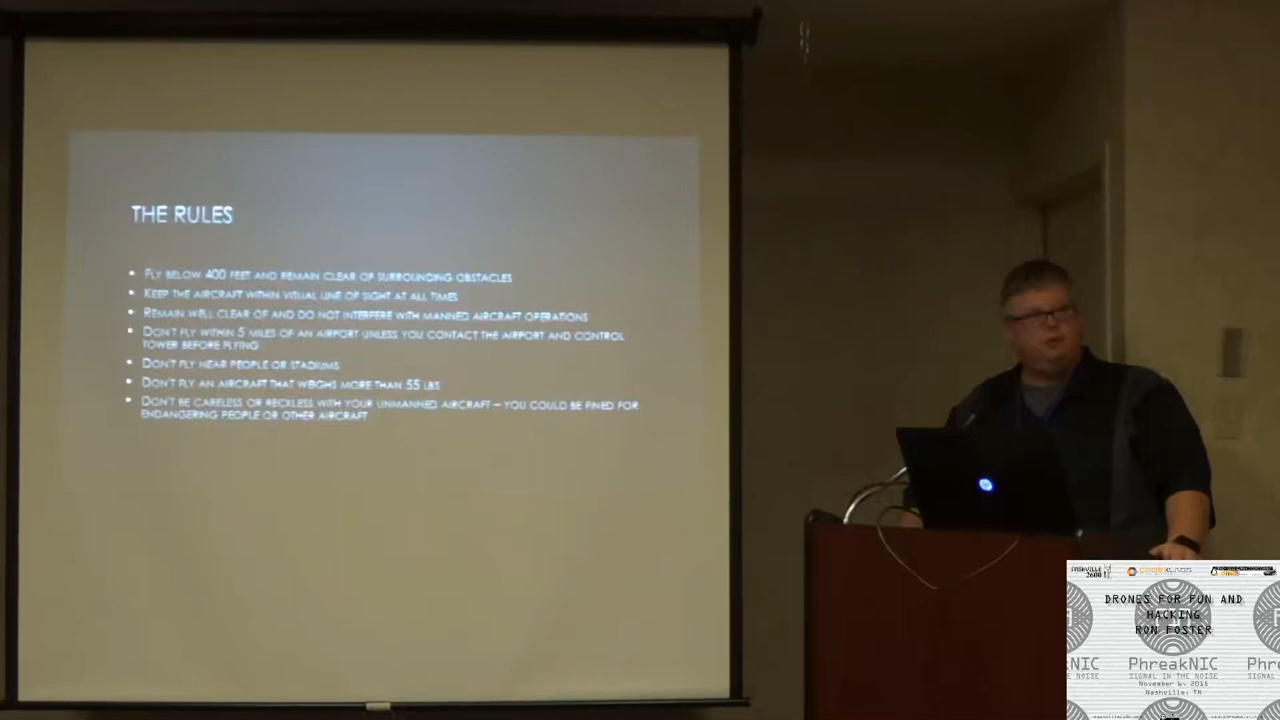 THE RULES
• FLY BELOW 400 FEET AND REMAIN CLEAR OF SURROUNDING OBSTACLES
• KEEP THE AIRCRAFT WITHIN VISUAL LINE OF SIGHT AT ALL TIMES
• REMAIN WELL CLEAR OF AND DO NOT INTERFERE WITH MANNED AIRCRAFT OPERATIONS
• DON'T FLY WITHIN 5 MILES OF AN AIRPORT UNLESS YOU CONTACT THE AIRPORT AND CONTROL
TOWER BEFORE FLYING
• DON'T FLY NEAR PEOPLE OR STADIUMS
• DON'T FLY AN AIRCRAFT THAT WEIGHS MORE THAN 55 LBS
• DON'T BE CARELESS OR RECKLESS WITH YOUR UNMANNED AIRCRAFT – YOU COULD BE FINED FOR
ENDANGERING PEOPLE OR OTHER AIRCRAFT
NASHVILLE
2600
DRONES FOR FUN AND
HACKING
RON FOSTER
PhreakNIC
SIGNAL IN THE NOISE
November 6, 2015
Nashville, TN